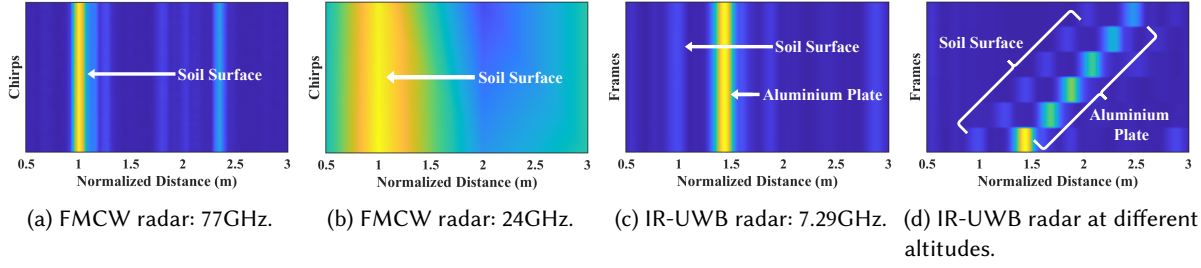 Chirps
Soil Surface
0.5 1 1.5 2 2.5 3
Normalized Distance (m)
(a) FMCW radar: 77GHz.
Chirps
Soil Surface
0.5 1 1.5 2 2.5 3
Normalized Distance (m)
(b) FMCW radar: 24GHz.
Frames
Soil Surface
Aluminium Plate
0.5 1 1.5 2 2.5 3
Normalized Distance (m)
(c) IR-UWB radar: 7.29GHz.
Frames
Soil Surface
Aluminium
Plate
0.5 1 1.5 2 2.5 3
Normalized Distance (m)
(d) IR-UWB radar at different
altitudes.